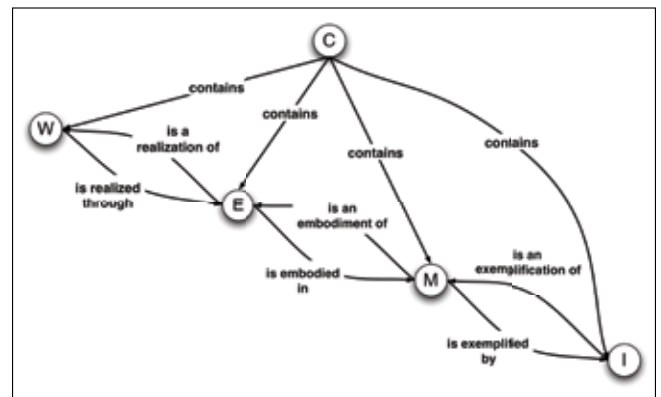 C
contains
W
contains
is a
realization of
contains
contains
is realized
through
E
is an
embodiment of
is embodied
in
M
is an
exemplification of
is exemplified
by
I